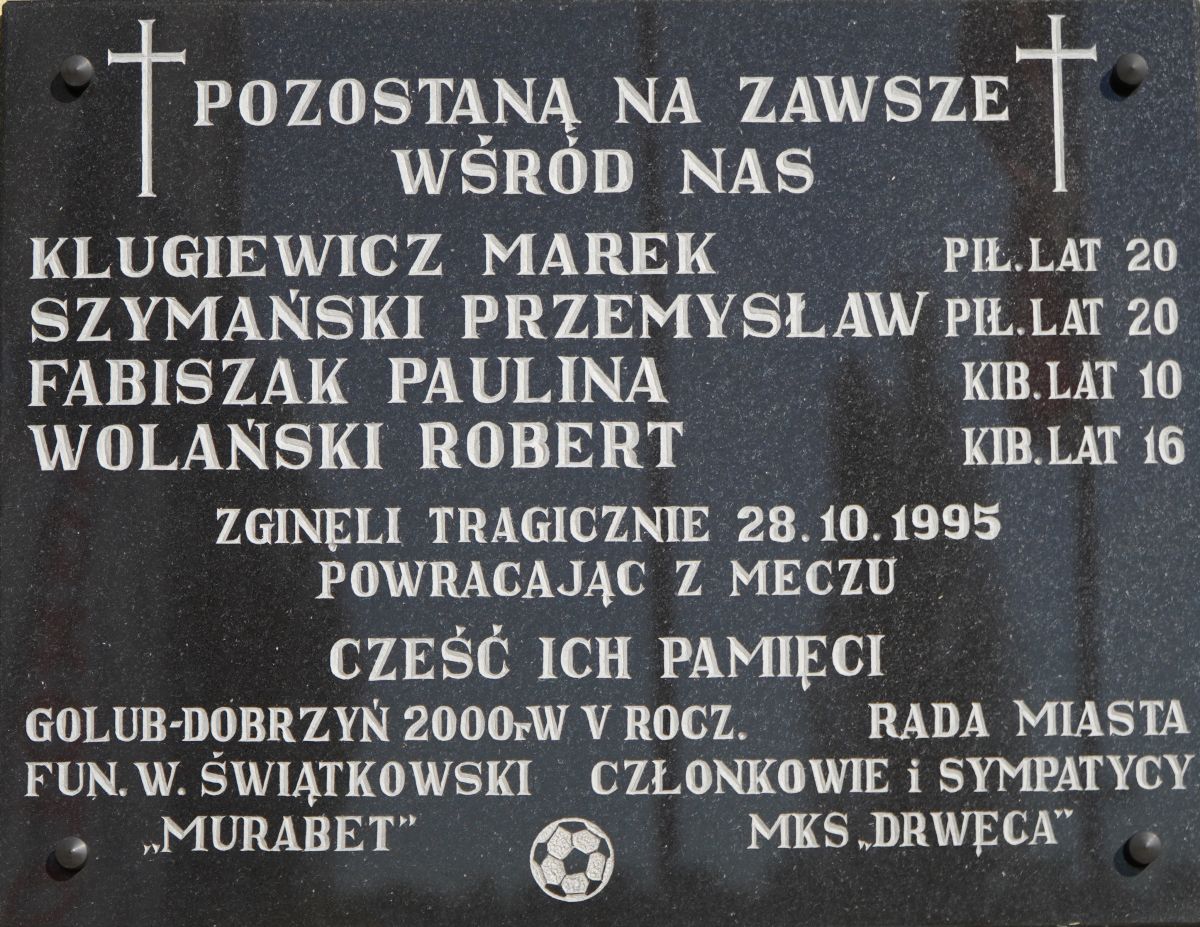 POZOSTANĄ NA ZAWSZE
WŚRÓD NAS
KLUGIEWICZ MAREK PIŁ. LAT 20
SZYMAŃSKI PRZEMYSŁAW PIŁ. LAT 20
FABISZAK PAULINA KIB. LAT 10
WOLAŃSKI ROBERT KIB. LAT 16
ZGINĘLI TRAGICZNIE 28.10.1995
POWRACAJĄC Z MECZU
CZEŚĆ ICH PAMIĘCI
GOLUB-DOBRZYŃ 2000r W V ROCZ. RADA MIASTA
FUN. W. ŚWIĄTKOWSKI CZŁONKOWIE i SYMPATYCY
„MURABET” MKS „DRWĘCA”